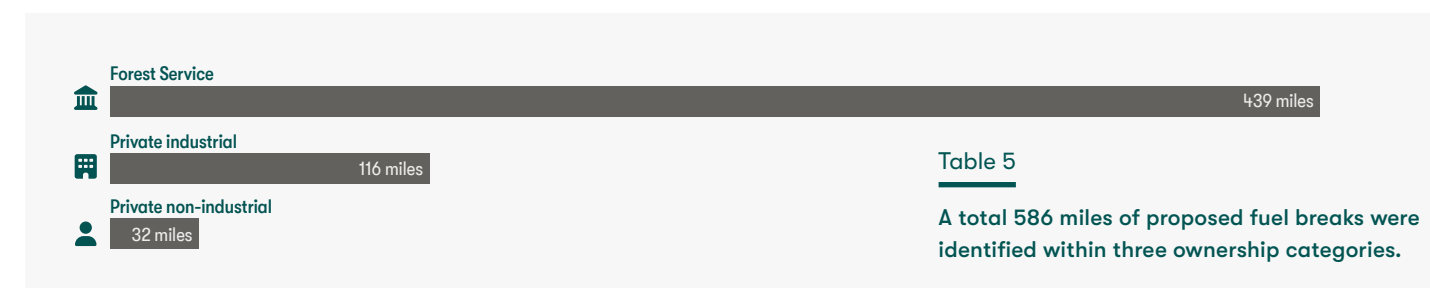 Forest Service
439 miles
Private industrial
116 miles
Private non-industrial
32 miles
Table 5
A total 586 miles of proposed fuel breaks were
identified within three ownership categories.